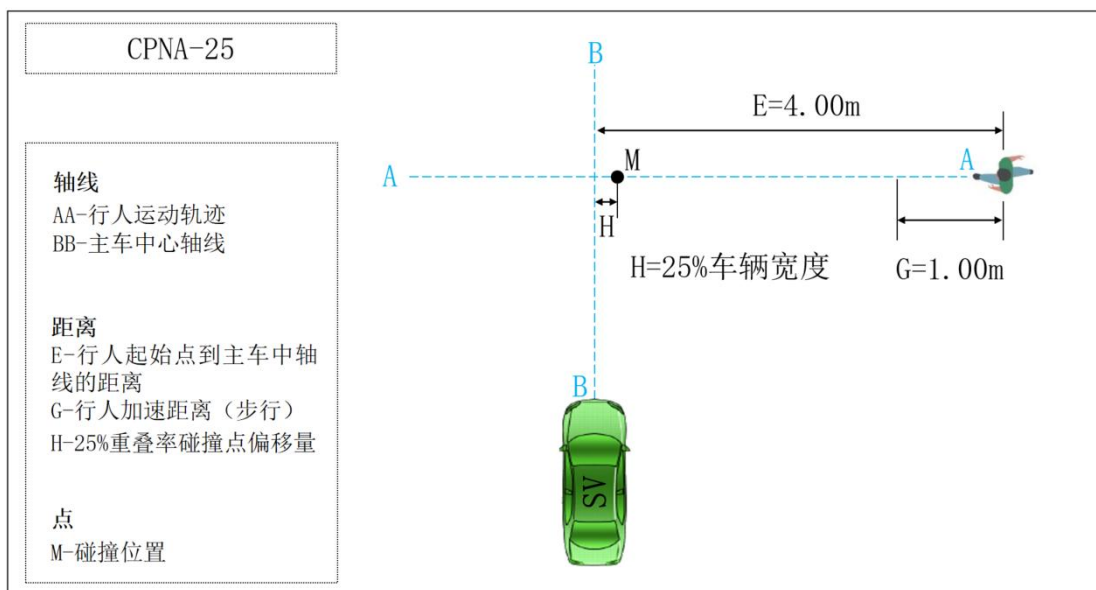 CPNA-25
轴线
AA-行人运动轨迹
BB-主车中心轴线
距离
E-行人起始点到主车中轴
线的距离
G-行人加速距离（步行）
H-25%重叠率碰撞点偏移量
点
M-碰撞位置
B
E=4.00m
A
M
A
H
H=25%车辆宽度
G=1.00m
B
SV